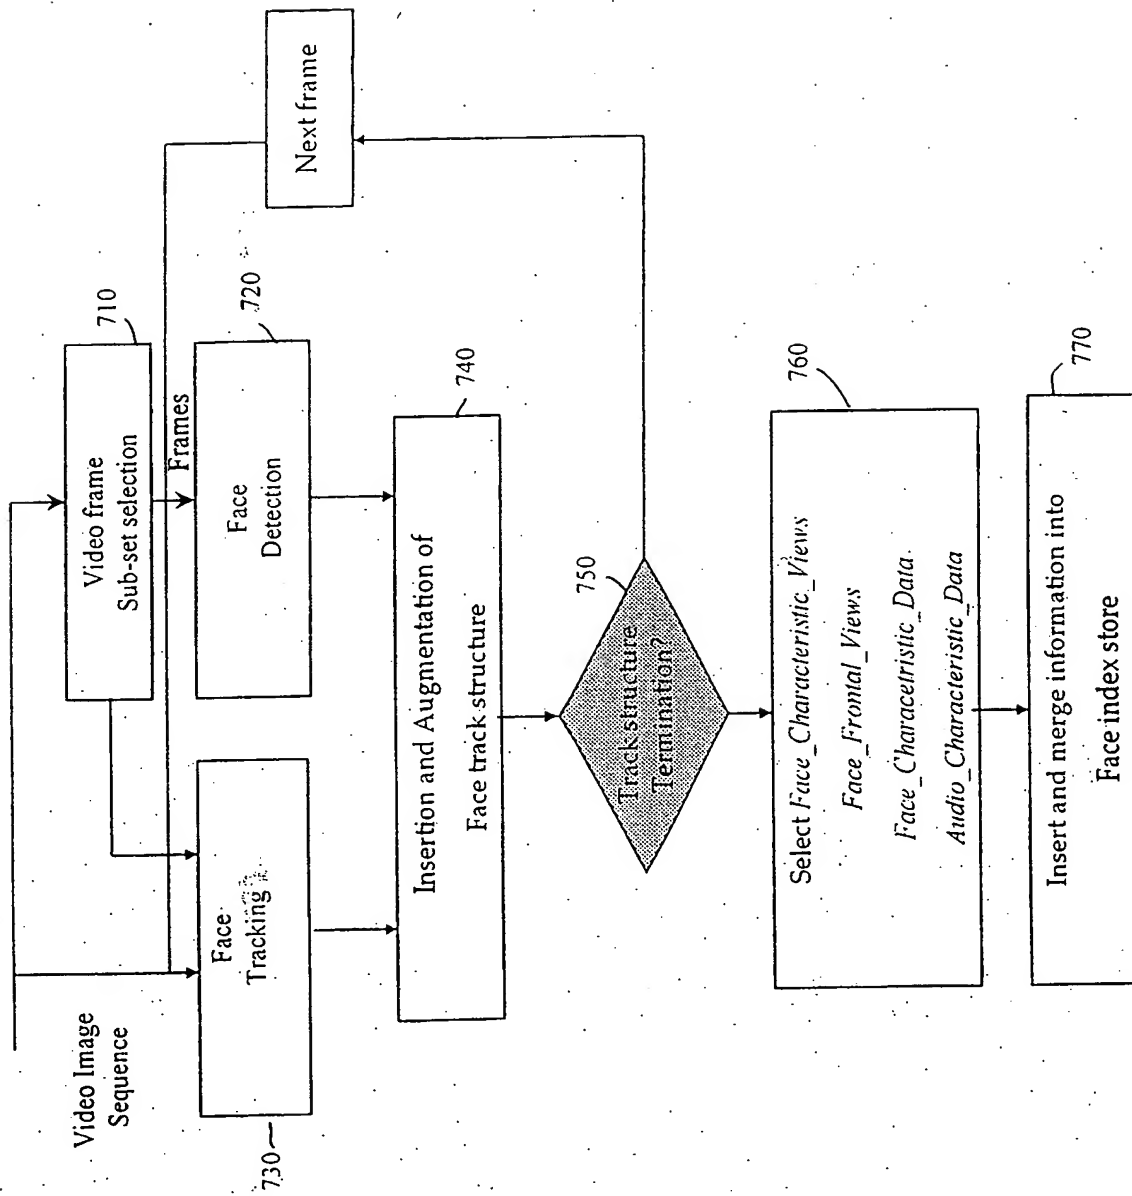 Video Image
Sequence
Video frame
Sub-set selection
710
Frames
Next frame
Face
Tracking
730
Face
Detection
720
Insertion and Augmentation of
Face track structure
740
Track structure
Termination?
750
Select Face_Characteristic_Views
Face_Frontal_Views
Face_Characetristic_Data
Audio_Characteristic_Data
760
Insert and merge information into
Face index store
770